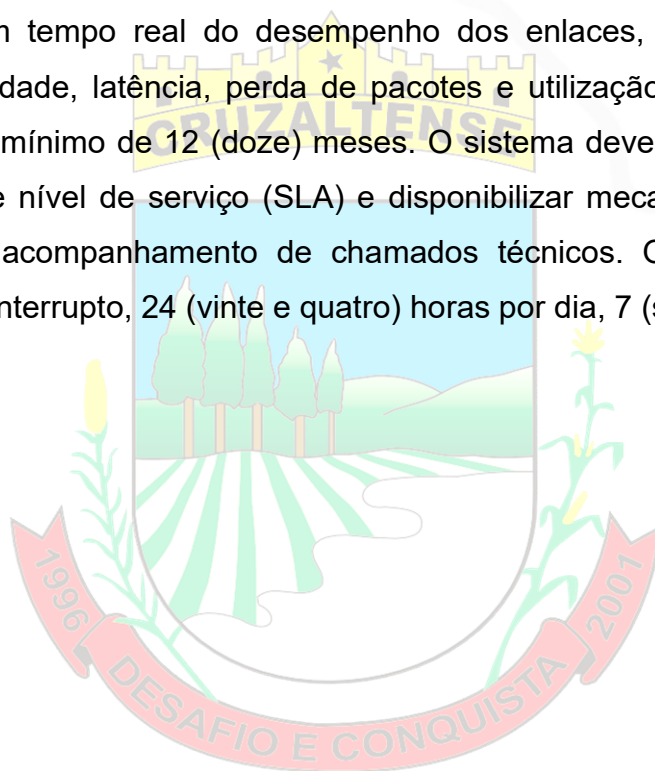 m tempo real do desempenho dos enlaces,
dade, latência, perda de pacotes e utilização
mínimo de 12 (doze) meses. O sistema deve
e nível de serviço (SLA) e disponibilizar meca
acompanhamento de chamados técnicos. O
nterrupto, 24 (vinte e quatro) horas por dia, 7 (s
CRUZALTENSE
1996
DESAFIO E CONQUISTA
2001